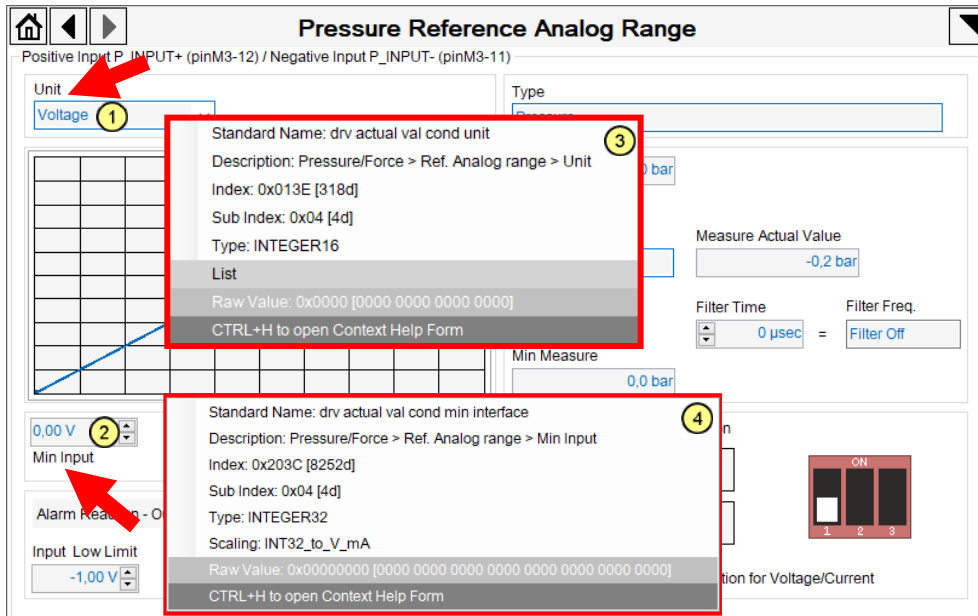 Pressure Reference Analog Range
Positive Input P_INPUT+ (pinM3-12) / Negative Input P_INPUT- (pinM3-11)
Unit
Voltage
1
Type
3
Standard Name: drv actual val cond unit
Description: Pressure/Force > Ref. Analog range > Unit
Index: 0x013E [318d]
Sub Index: 0x04 [4d]
Type: INTEGER16
List
Raw Value: 0x0000 [0000 0000 0000 0000]
CTRL+H to open Context Help Form
0 bar
Measure Actual Value
-0,2 bar
Filter Time
Filter Freq.
0 µsec = Filter Off
Min Measure
0,0 bar
0,00 V
2
Min Input
4
Standard Name: drv actual val cond min interface
Description: Pressure/Force > Ref. Analog range > Min Input
Index: 0x203C [8252d]
Sub Index: 0x04 [4d]
Type: INTEGER32
Scaling: INT32_to_V_mA
Raw Value: 0x00000000 [0000 0000 0000 0000 0000 0000 0000 0000]
CTRL+H to open Context Help Form
n
ON
1 2 3
tion for Voltage/Current
Alarm - O
Input Low Limit
-1,00 V